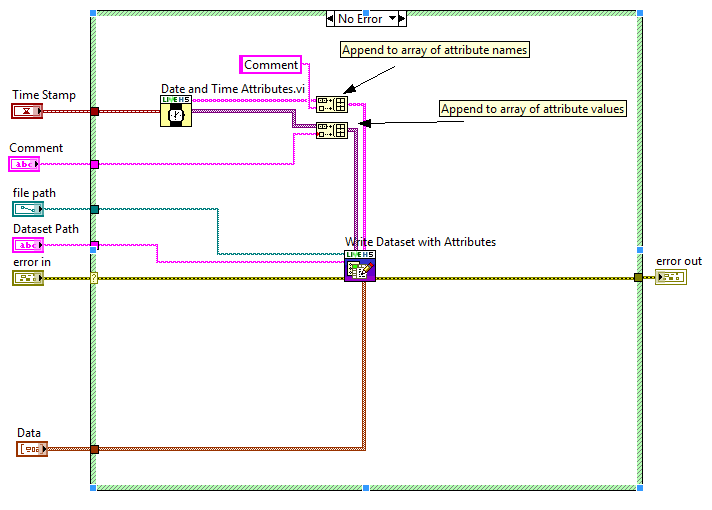 No Error
Append to array of attribute names
Comment
Date and Time Attributes.vi
LIVEHS
Time Stamp
Append to array of attribute values
Comment
abc
file path
Dataset Path
abc
Write Dataset with Attributes
LIVEHS
error in
?
error out
Data